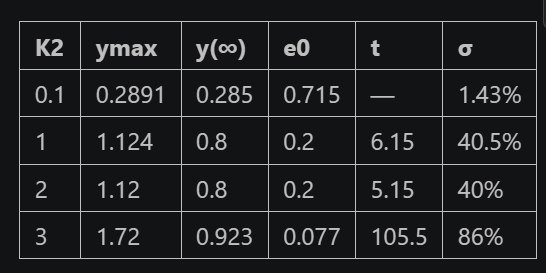 K2 ymax y(∞) e0 t σ
0.1 0.2891 0.285 0.715 — 1.43%
1 1.124 0.8 0.2 6.15 40.5%
2 1.12 0.8 0.2 5.15 40%
3 1.72 0.923 0.077 105.5 86%